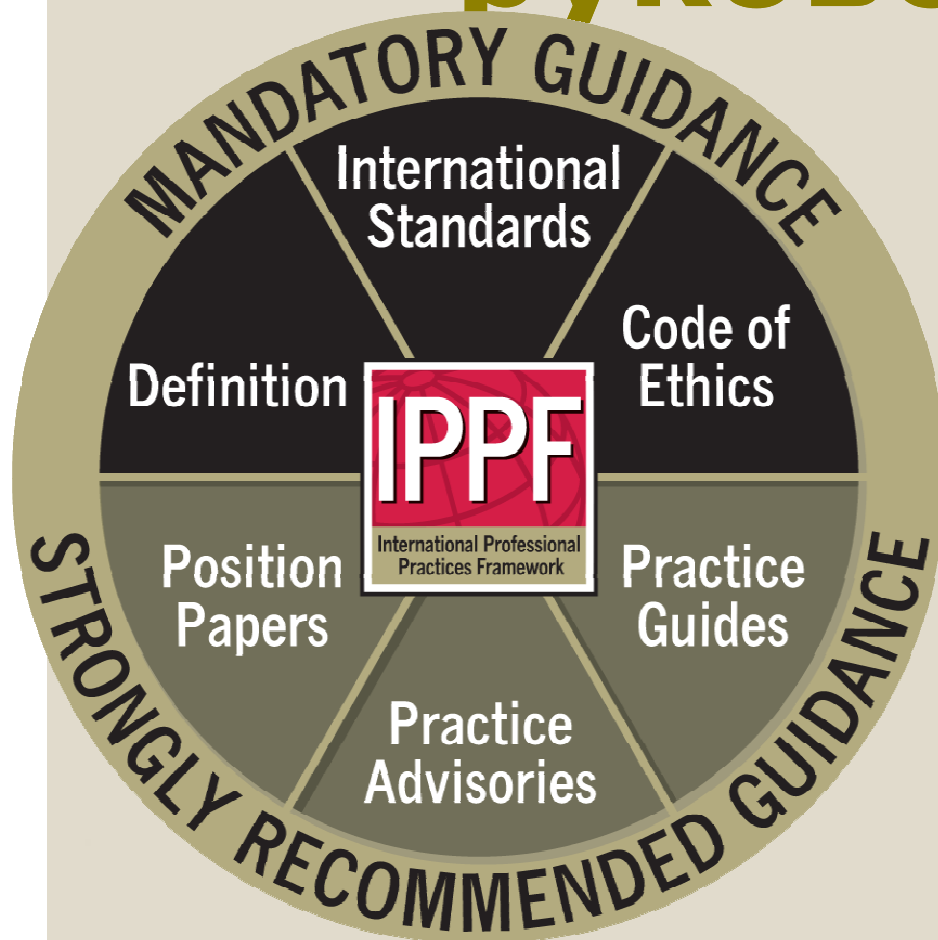 MANDATORY GUIDANCE
International
Standards
Code of
Ethics
Definition
IPPF
International Professional
Practices Framework
Position
Papers
Practice
Guides
Practice
Advisories
STRONGLY RECOMMENDED GUIDANCE